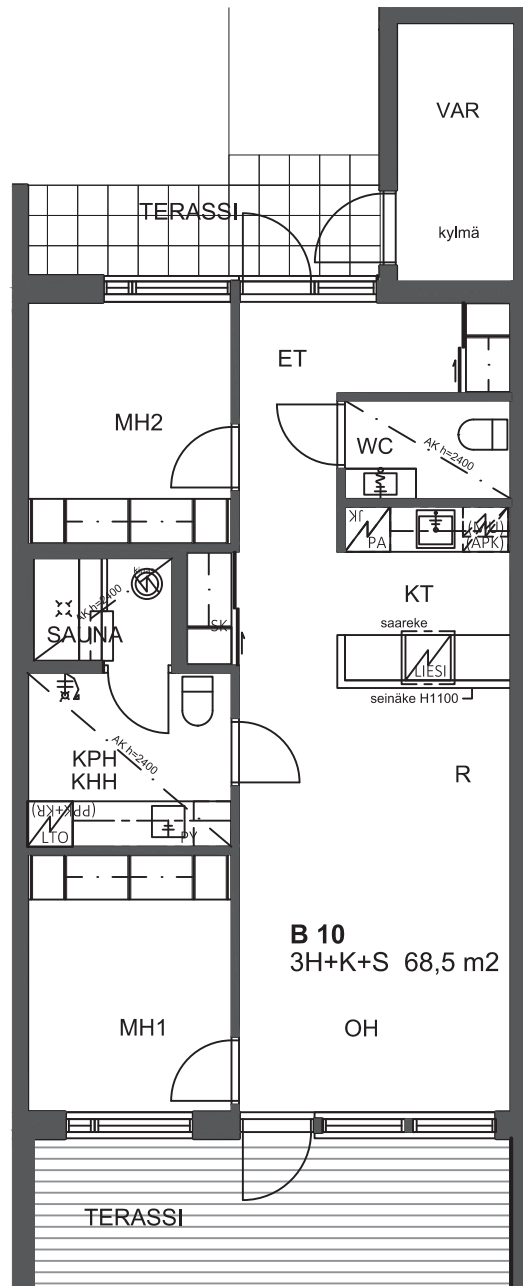 VAR
TERASSI
kylmä
ET
MH2
WC
AK h=2400
JK
PA
(APK)
KT
AK h=2400
SAUNA
SK
saareke
LIESI
seinäke H1100
KPH
KHH
AK h=2400
R
(PPK+KR)
LTO
PY
B 10
3H+K+S 68,5 m2
MH1
OH
TERASSI